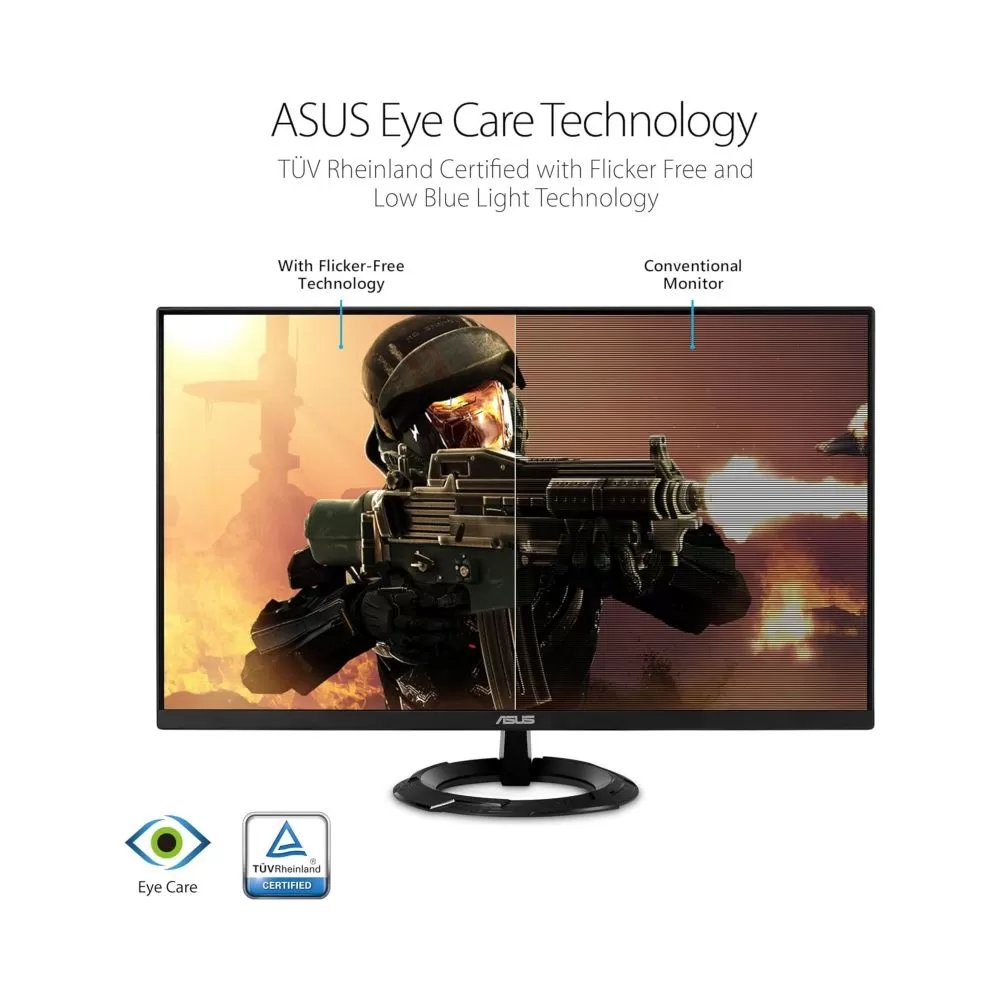 ASUS Eye Care Technology
TÜV Rheinland Certified with Flicker Free and
Low Blue Light Technology
With Flicker-Free
Technology
Conventional
Monitor
ASUS
Eye Care
TÜVRheinland®
CERTIFIED